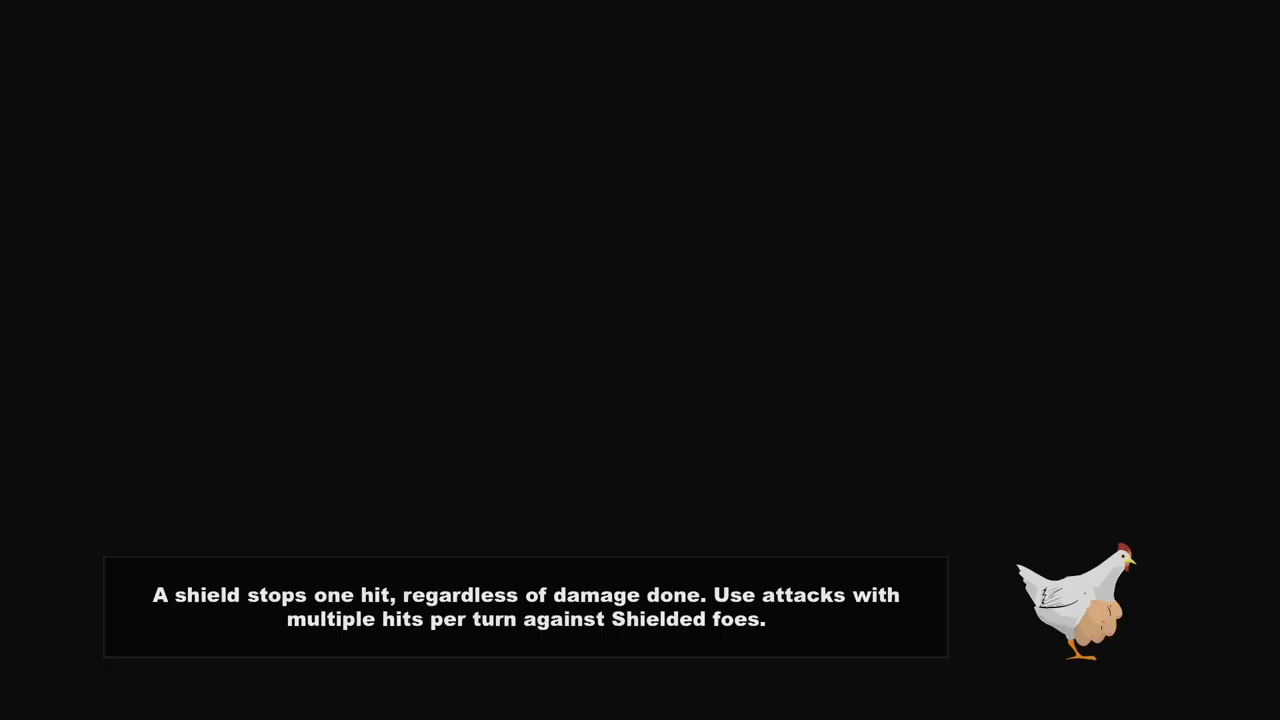 A shield stops one hit, regardless of damage done. Use attacks with
multiple hits per turn against Shielded foes.